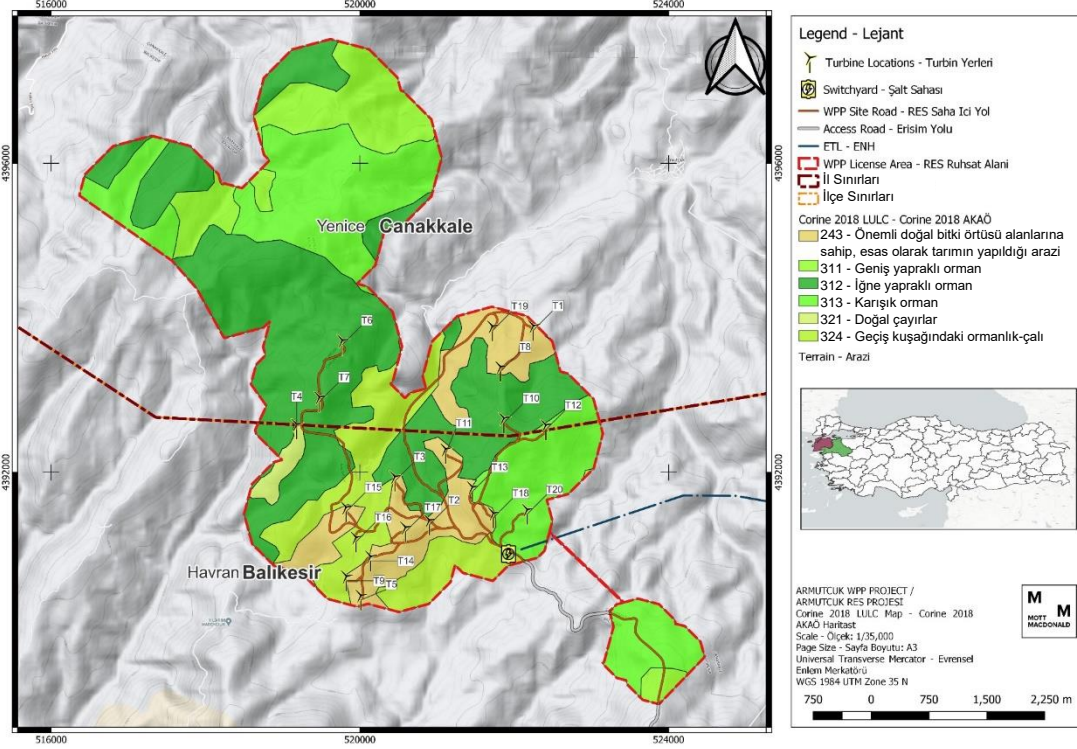 516000
520000
524000
4396000
4396000
Yenice Çanakkale
T19
T1
T6
T8
T7
T4
T10
T12
T11
T3
T13
T15
T2
T18
T20
T16
T17
T14
T9
T5
4392000
4392000
Havran Balıkesir
516000
520000
524000
Legend - Lejant
Turbine Locations - Turbin Yerleri
Switchyard - Şalt Sahası
WPP Site Road - RES Saha Ici Yol
Access Road - Erisim Yolu
ETL - ENH
WPP License Area - RES Ruhsat Alani
İl Sınırları
İlçe Sınırları
Corine 2018 LULC - Corine 2018 AKAÖ
243 - Önemli doğal bitki örtüsü alanlarına
sahip, esas olarak tarımın yapıldığı arazi
311 - Geniş yapraklı orman
312 - İğne yapraklı orman
313 - Karışık orman
321 - Doğal çayırlar
324 - Geçiş kuşağındaki ormanlık-çalı
Terrain - Arazi
ARMUTCUK WPP PROJECT /
ARMUTCUK RES PROJESİ
Corine 2018 LULC Map - Corine 2018
AKAÖ Haritası
Scale - Ölçek: 1/35,000
Page Size - Sayfa Boyutu: A3
Universal Transverse Mercator - Evrensel
Enlem Merkatörü
WGS 1984 UTM Zone 35 N
M
M
MOTT
MACDONALD
750 0 750 1,500 2,250 m